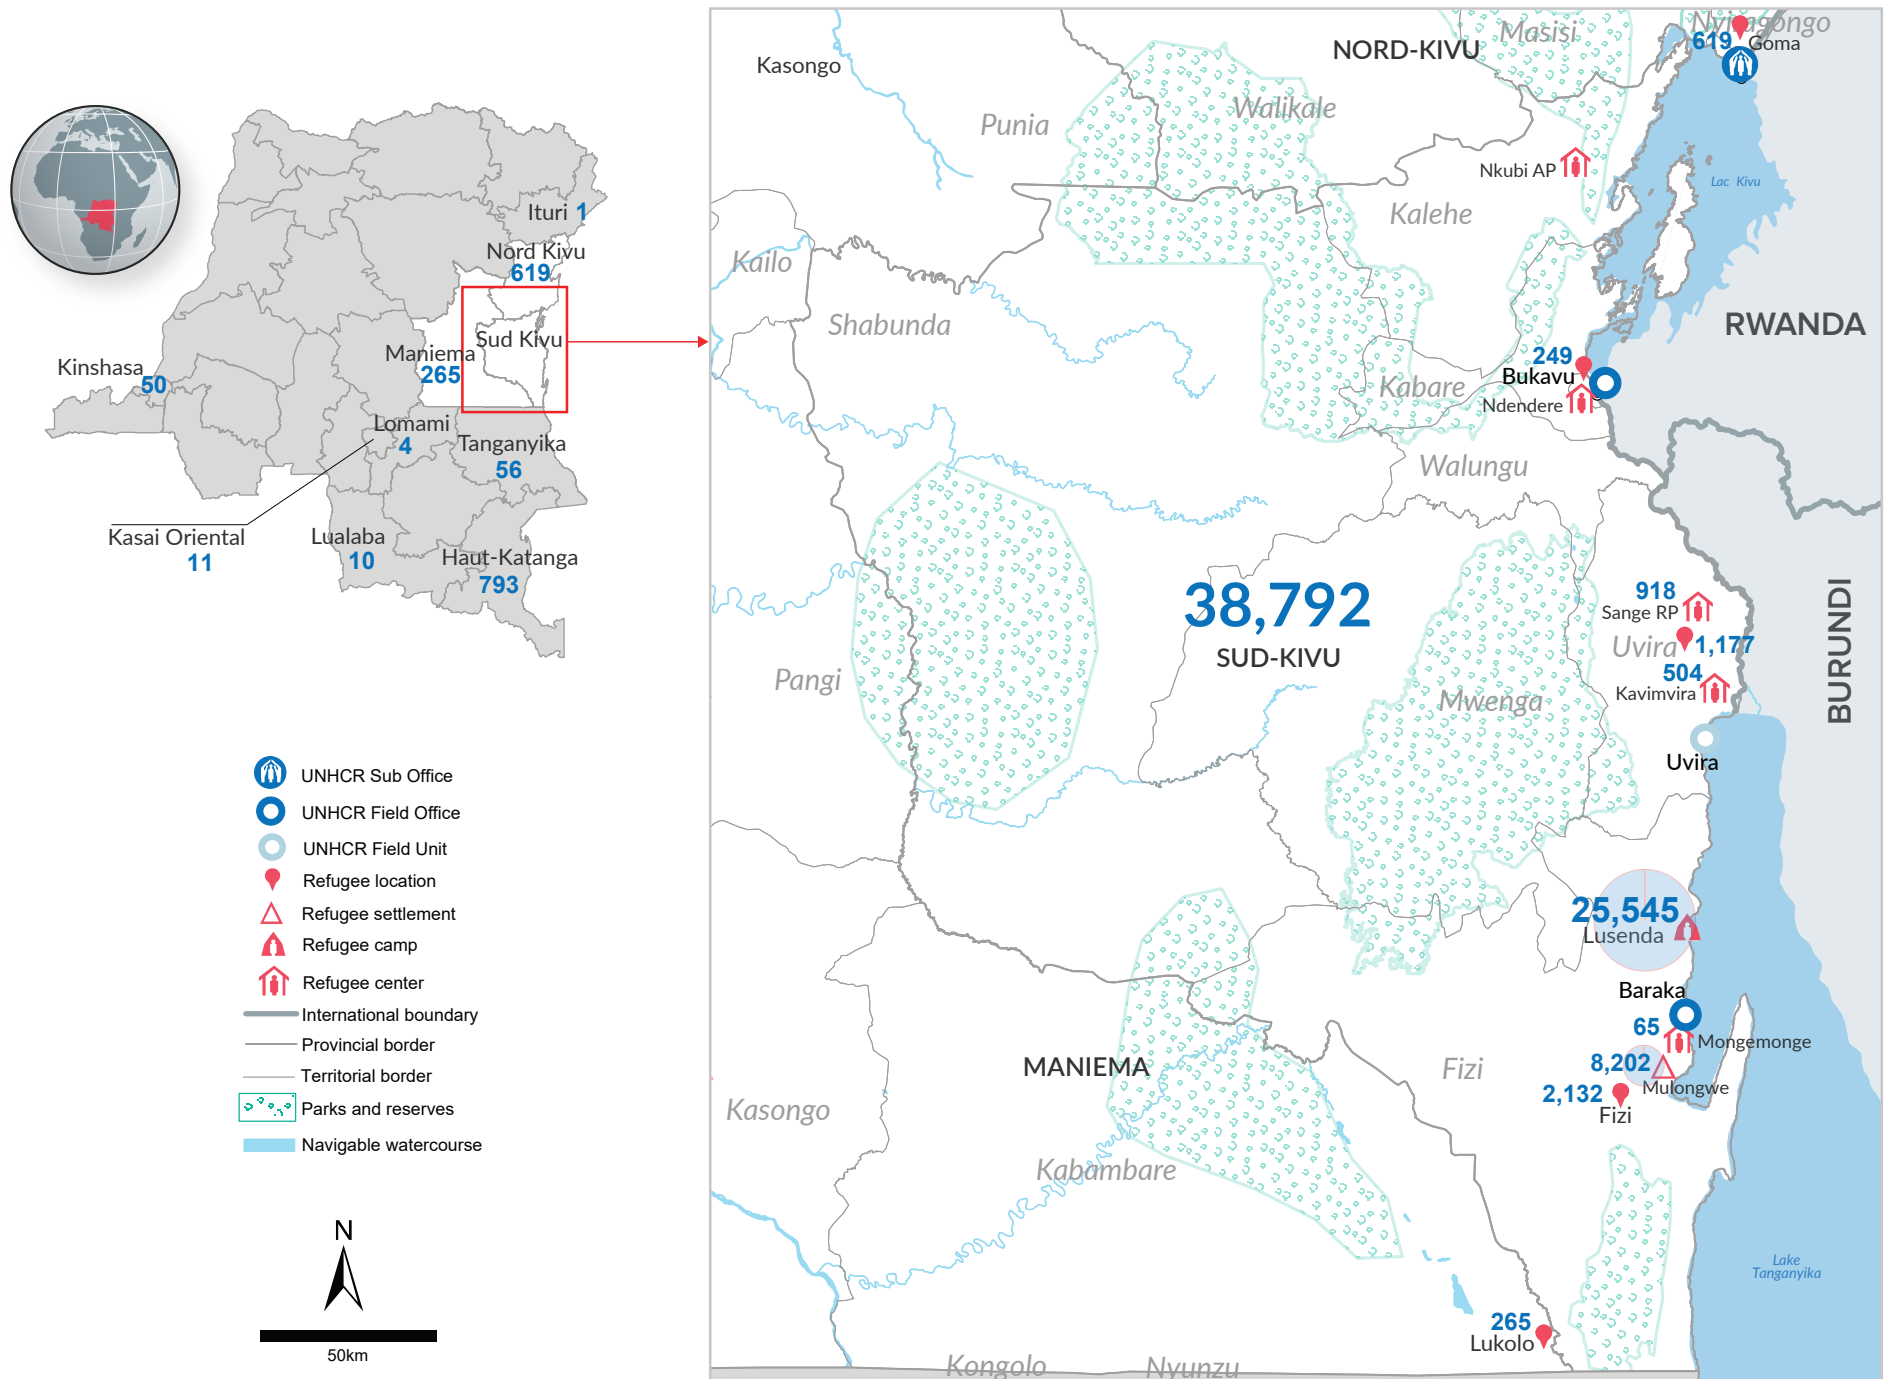 Ituri 1
Nord Kivu
619
Sud Kivu
Maniema
265
Kinshasa
50
Lomami
4
Tanganyika
56
Kasai Oriental
11
Lualaba
10
Haut-Katanga
793
UNHCR Sub Office
UNHCR Field Office
UNHCR Field Unit
Refugee location
Refugee settlement
Refugee camp
Refugee center
International boundary
Provincial border
Territorial border
Parks and reserves
Navigable watercourse
N
50km
Kasongo
NORD-KIVU
Masisi
Nyiragongo
619
Goma
Punia
Walikale
Nkubi AP
Lac Kivu
Kalehe
Kailo
Shabunda
RWANDA
249
Bukavu
Kabare
Ndendere
Walungu
38,792
SUD-KIVU
918
Sange RP
Uvira
1,177
504
Kavimvira
BURUNDI
Pangi
Mwenga
Uvira
25,545
Lusenda
Baraka
65
Mongemonge
MANIEMA
Fizi
8,202
Mulongwe
2,132
Fizi
Kasongo
Kabambare
Lake
Tanganyika
265
Lukolo
Kongolo
Nyunzu